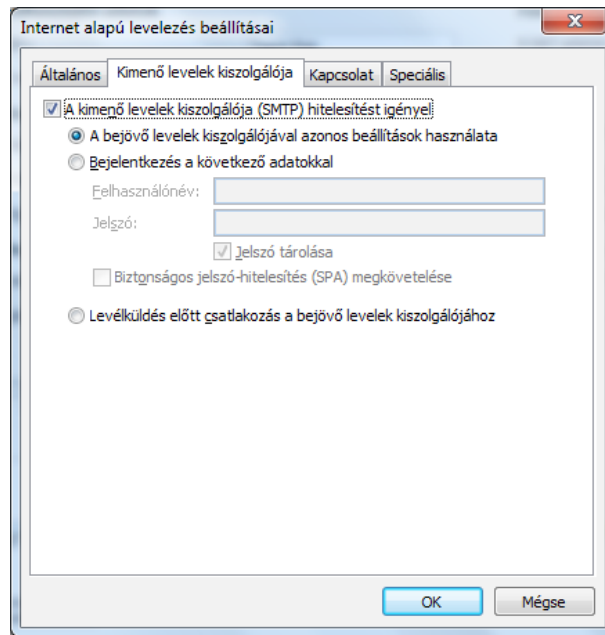 Internet alapú levelezés beállításai
Általános Kimenő levelek kiszolgálója Kapcsolat Speciális
A kimenő levelek kiszolgálója (SMTP) hitelesítést igényel
A bejövő levelek kiszolgálójával azonos beállítások használata
Bejelentkezés a következő adatokkal
Felhasználónév:
Jelszó:
Jelszó tárolása
Biztonságos jelszó-hitelesítés (SPA) megkövetelése
Levélküldés előtt csatlakozás a bejövő levelek kiszolgálójához
OK Mégse